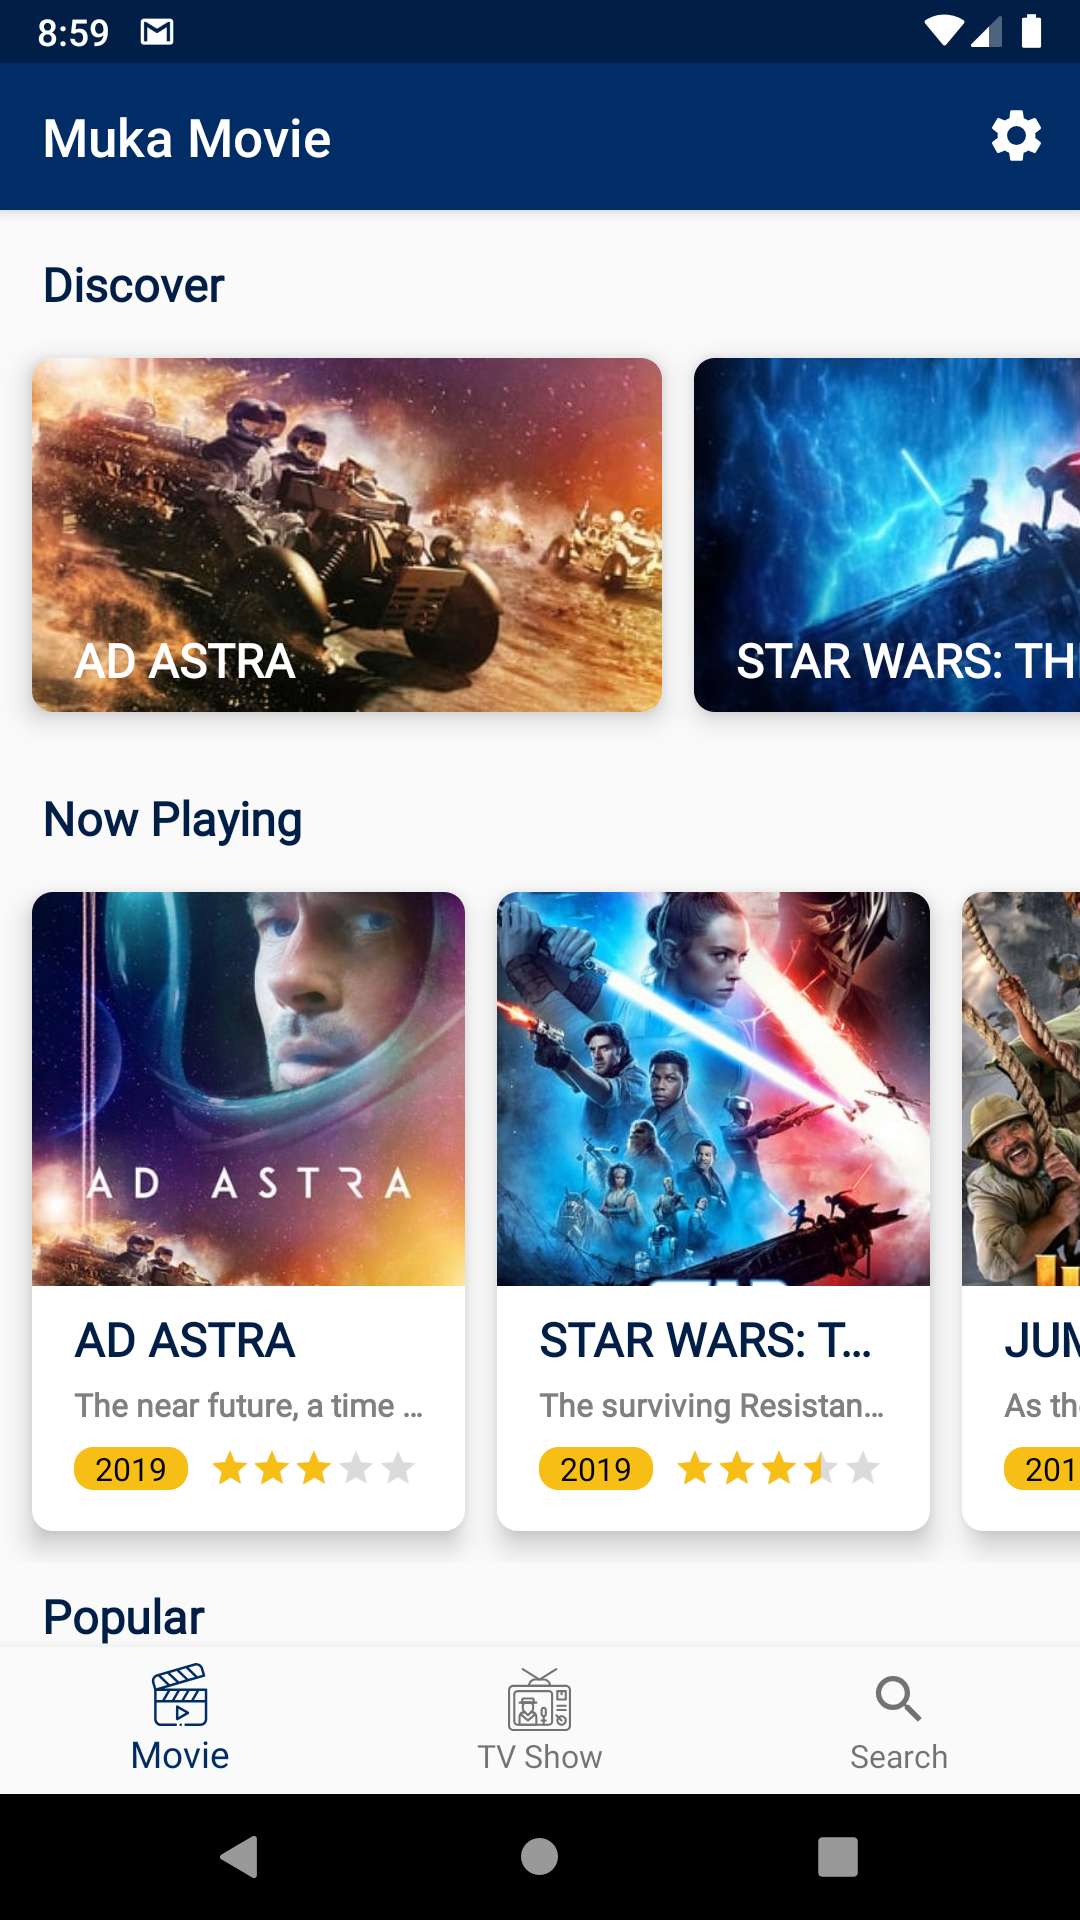 8:59
Muka Movie
Discover
AD ASTRA
STAR WARS: TH
Now Playing
AD ASTRA
AD ASTRA
STAR WARS: T...
JUM
The near future, a time ...
The surviving Resistan...
As th
2019
2019
201
Popular
Movie
TV Show
Search